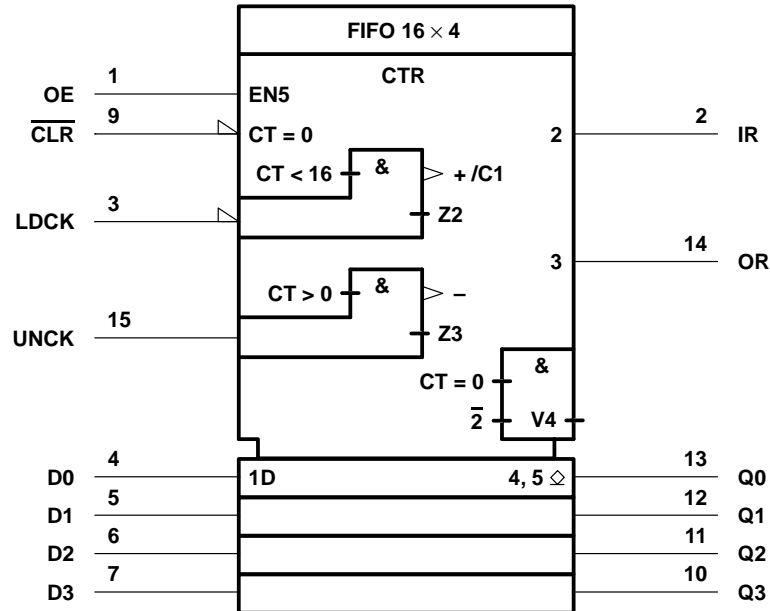 FIFO 16 × 4
CTR
1
OE
EN5
9
CLR
CT = 0
2
2
IR
CT < 16
&
+ /C1
3
LDCK
Z2
14
3
OR
CT > 0
&
–
15
UNCK
Z3
CT = 0
&
2
V4
4
D0
1D
4, 5
13
Q0
5
D1
12
Q1
6
D2
11
Q2
7
D3
10
Q3